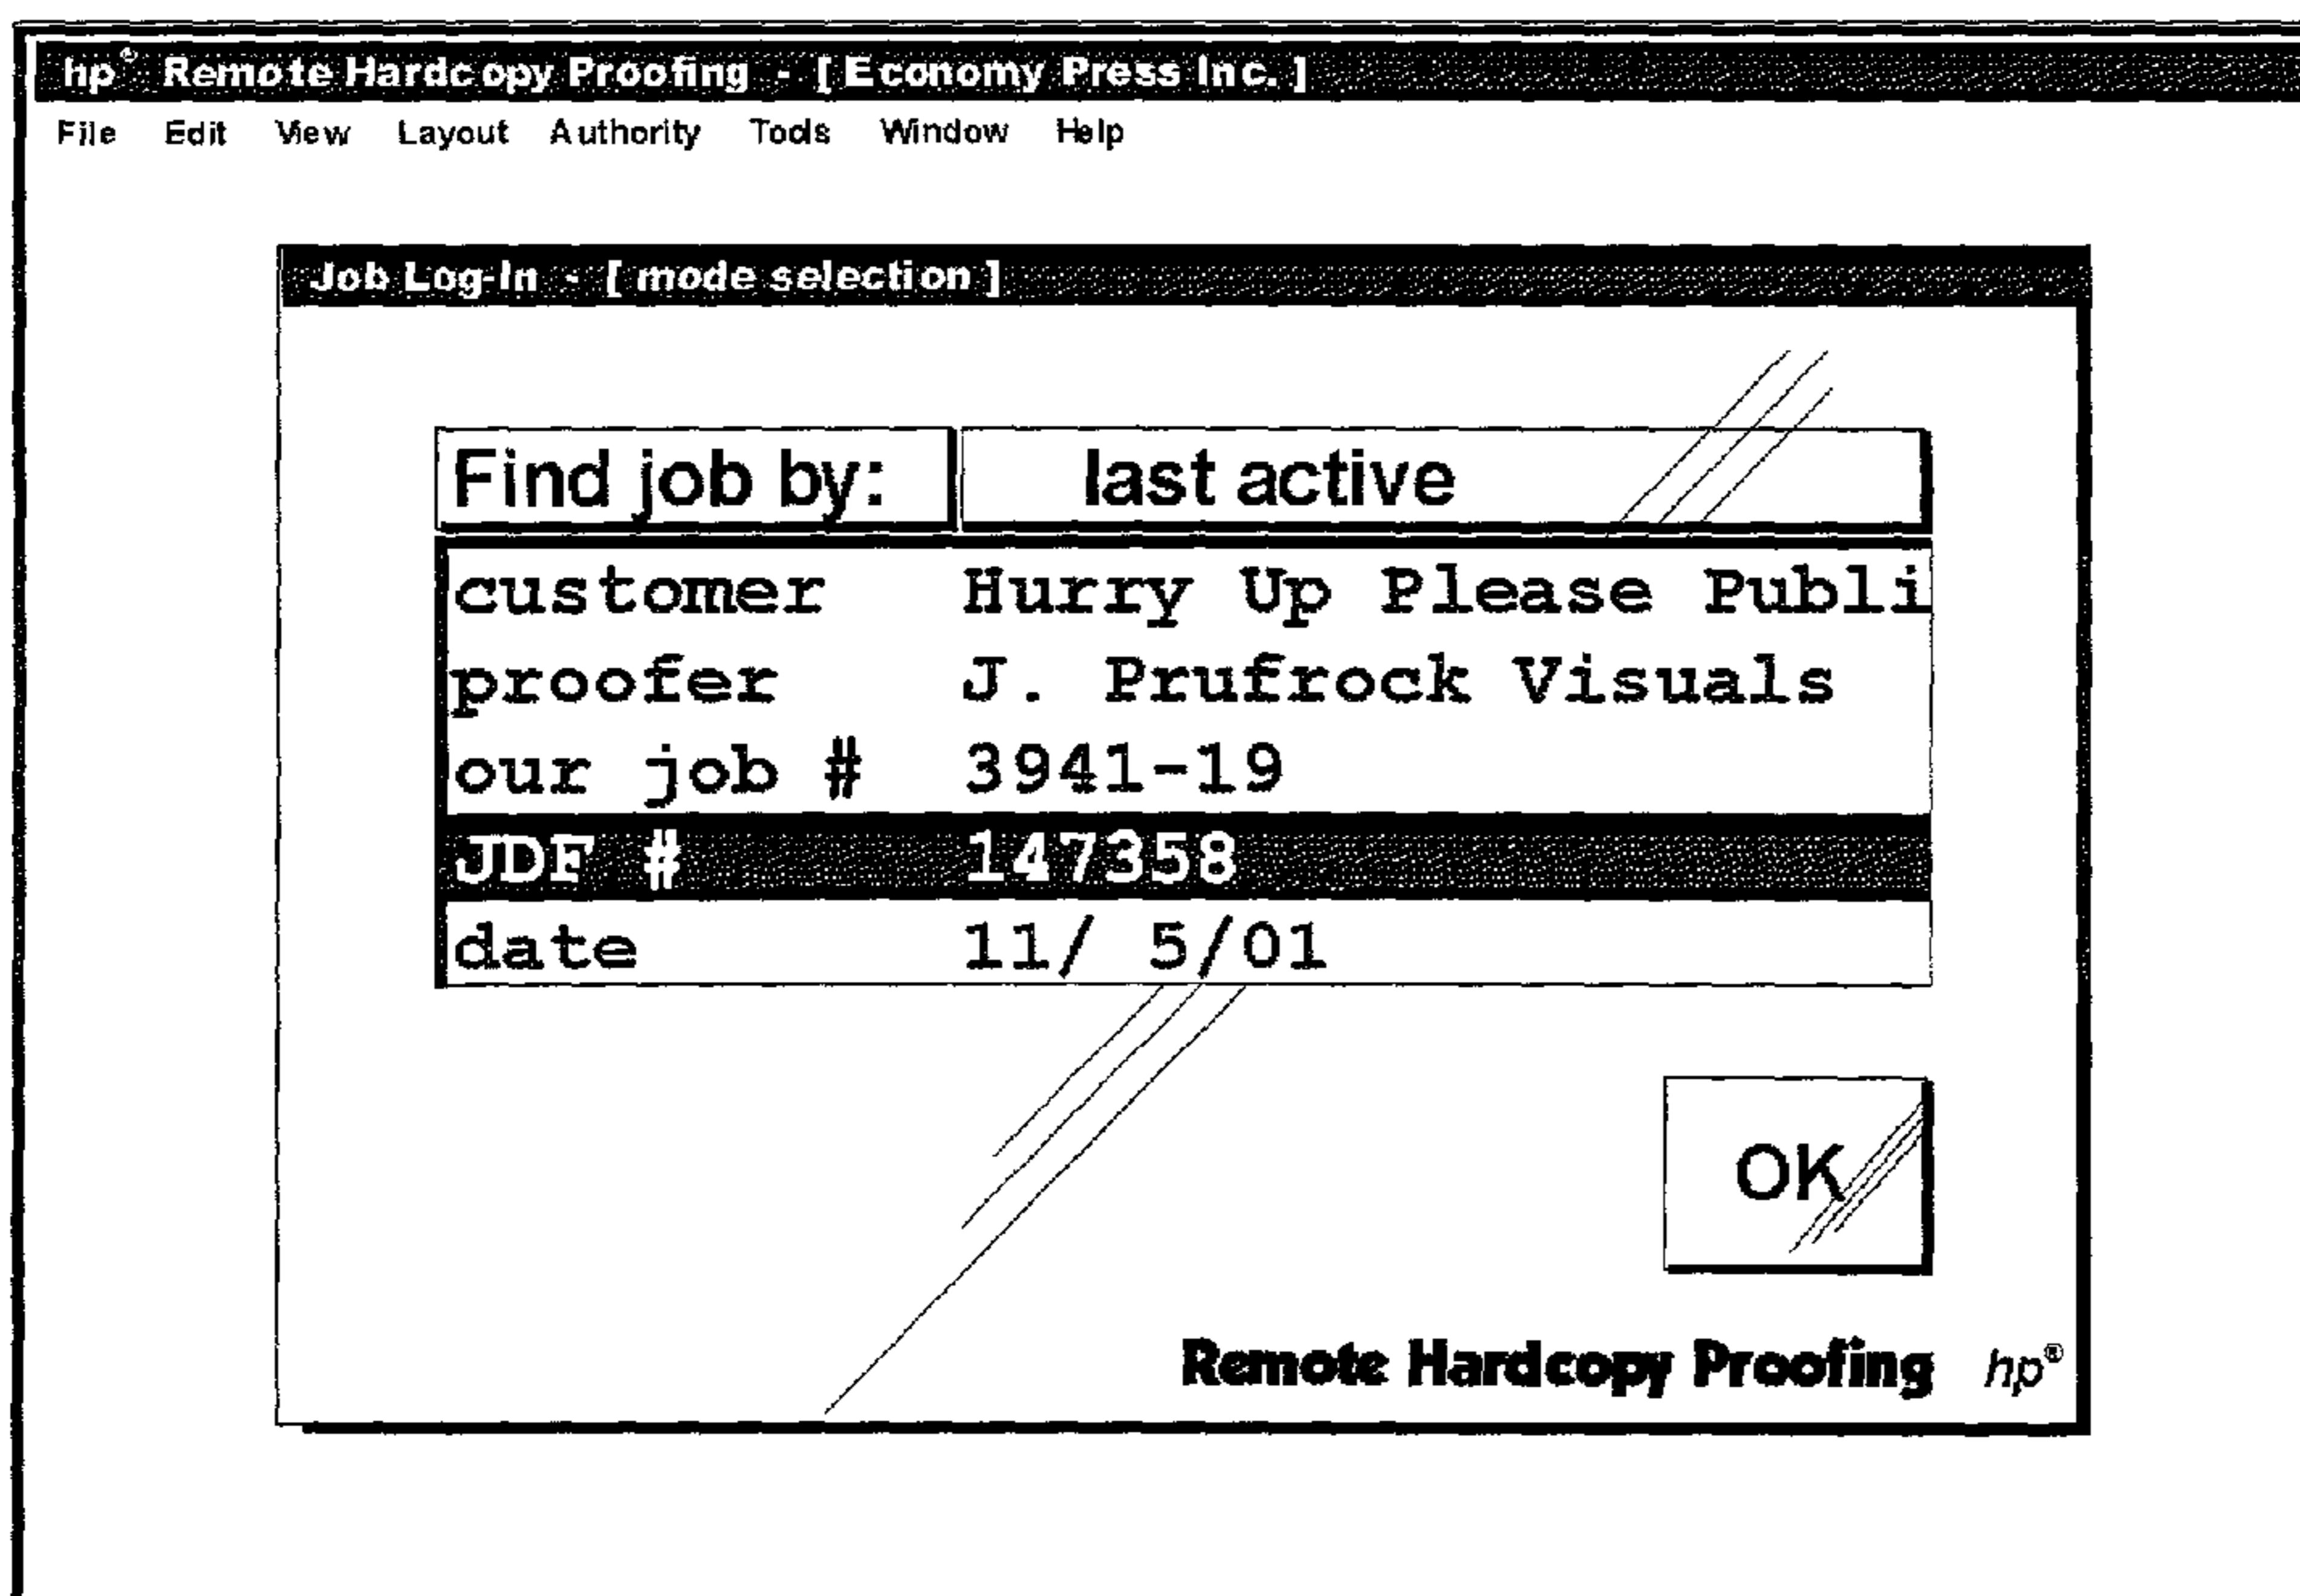 hp® Remote Hardcopy Proofing - [ Economy Press Inc. ]
File Edit View Layout Authority Tools Window Help
Job Log-In - [ mode selection ]
Find job by: last active
customer Hurry Up Please Publi
proofer J. Prufrock Visuals
our job # 3941-19
JDF # 147358
date 11/ 5/01
OK
Remote Hardcopy Proofing hp®